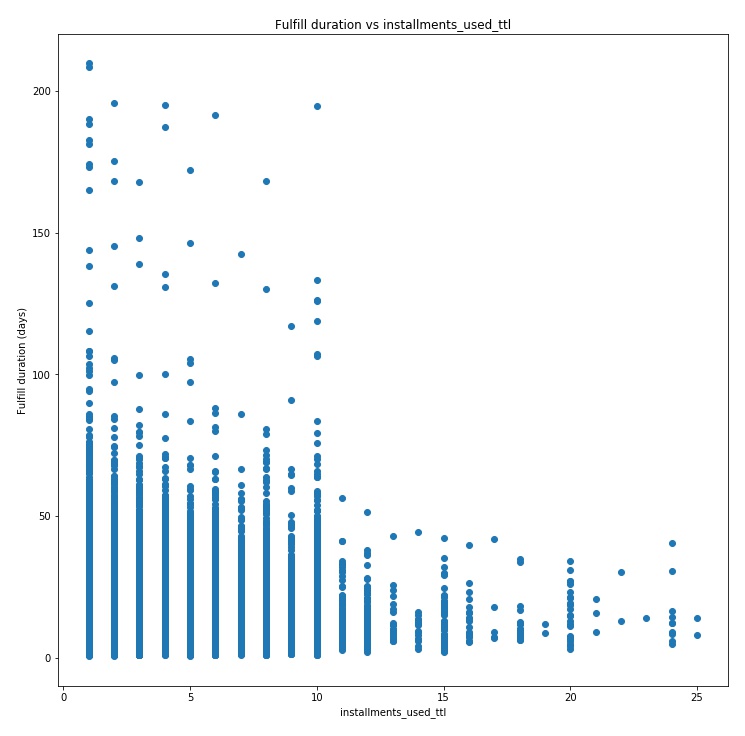 Fulfill duration vs installments_used_ttl
Fulfill duration (days)
200
150
100
50
0
0 5 10 15 20 25
installments_used_ttl